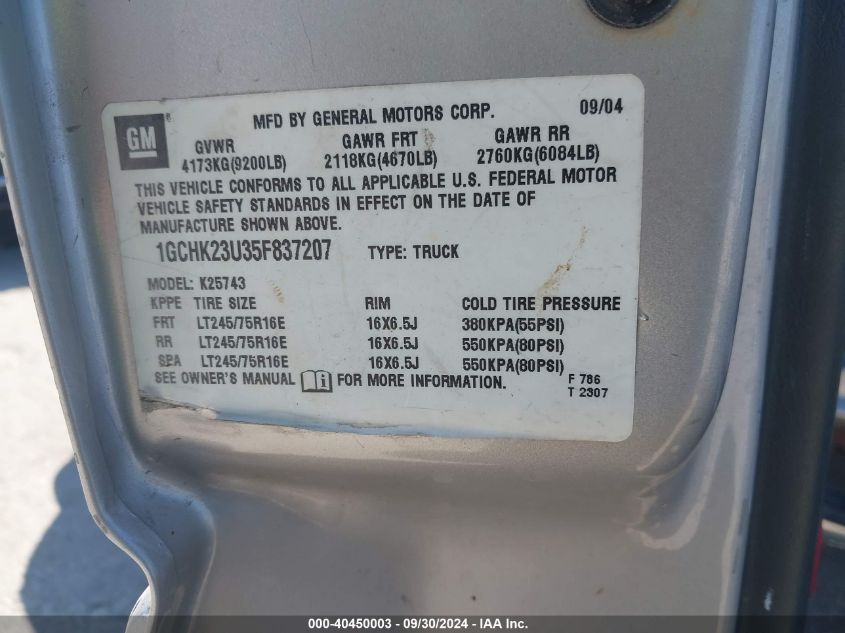 MFD BY GENERAL MOTORS CORP. 09/04
GM
GVWR GAWR FRT GAWR RR
4173KG(9200LB) 2118KG(4670LB) 2760KG(6084LB)
THIS VEHICLE CONFORMS TO ALL APPLICABLE U.S. FEDERAL MOTOR
VEHICLE SAFETY STANDARDS IN EFFECT ON THE DATE OF
MANUFACTURE SHOWN ABOVE.
1GCHK23U35F837207 TYPE: TRUCK
MODEL: K25743
KPPE TIRE SIZE RIM COLD TIRE PRESSURE
FRT LT245/75R16E 16X6.5J 380KPA(55PSI)
RR LT245/75R16E 16X6.5J 550KPA(80PSI)
SPA LT245/75R16E 16X6.5J 550KPA(80PSI)
SEE OWNER'S MANUAL FOR MORE INFORMATION.
F 786
T 2307
000-40450003 - 09/30/2024 - IAA Inc.